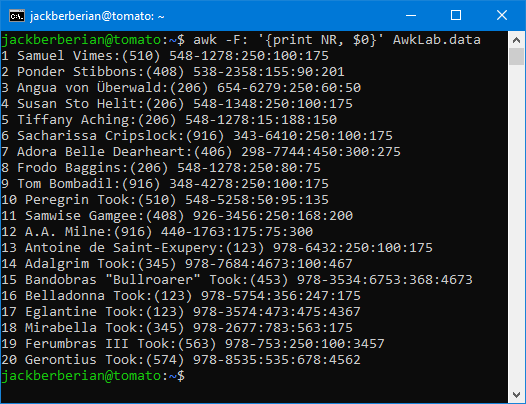 jackberberian@tomato: ~
jackberberian@tomato:~$ awk -F: '{print NR, $0}' AwkLab.data
1 Samuel Vimes:(510) 548-1278:250:100:175
2 Ponder Stibbons:(408) 538-2358:155:90:201
3 Angua von Überwald:(206) 654-6279:250:60:50
4 Susan Sto Helit:(206) 548-1348:250:100:175
5 Tiffany Aching:(206) 548-1278:15:188:150
6 Sacharissa Cripslock:(916) 343-6410:250:100:175
7 Adora Belle Dearheart:(406) 298-7744:450:300:275
8 Frodo Baggins:(206) 548-1278:250:80:75
9 Tom Bombadil:(916) 348-4278:250:100:175
10 Peregrin Took:(510) 548-5258:50:95:135
11 Samwise Gamgee:(408) 926-3456:250:168:200
12 A.A. Milne:(916) 440-1763:175:75:300
13 Antoine de Saint-Exupery:(123) 978-6432:250:100:175
14 Adalgrim Took:(345) 978-7684:4673:100:467
15 Bandobras "Bullroarer" Took:(453) 978-3534:6753:368:4673
16 Belladonna Took:(123) 978-5754:356:247:175
17 Eglantine Took:(123) 978-3574:473:475:4367
18 Mirabella Took:(345) 978-2677:783:563:175
19 Ferumbras III Took:(563) 978-753:250:100:3457
20 Gerontius Took:(574) 978-8535:535:678:4562
jackberberian@tomato:~$